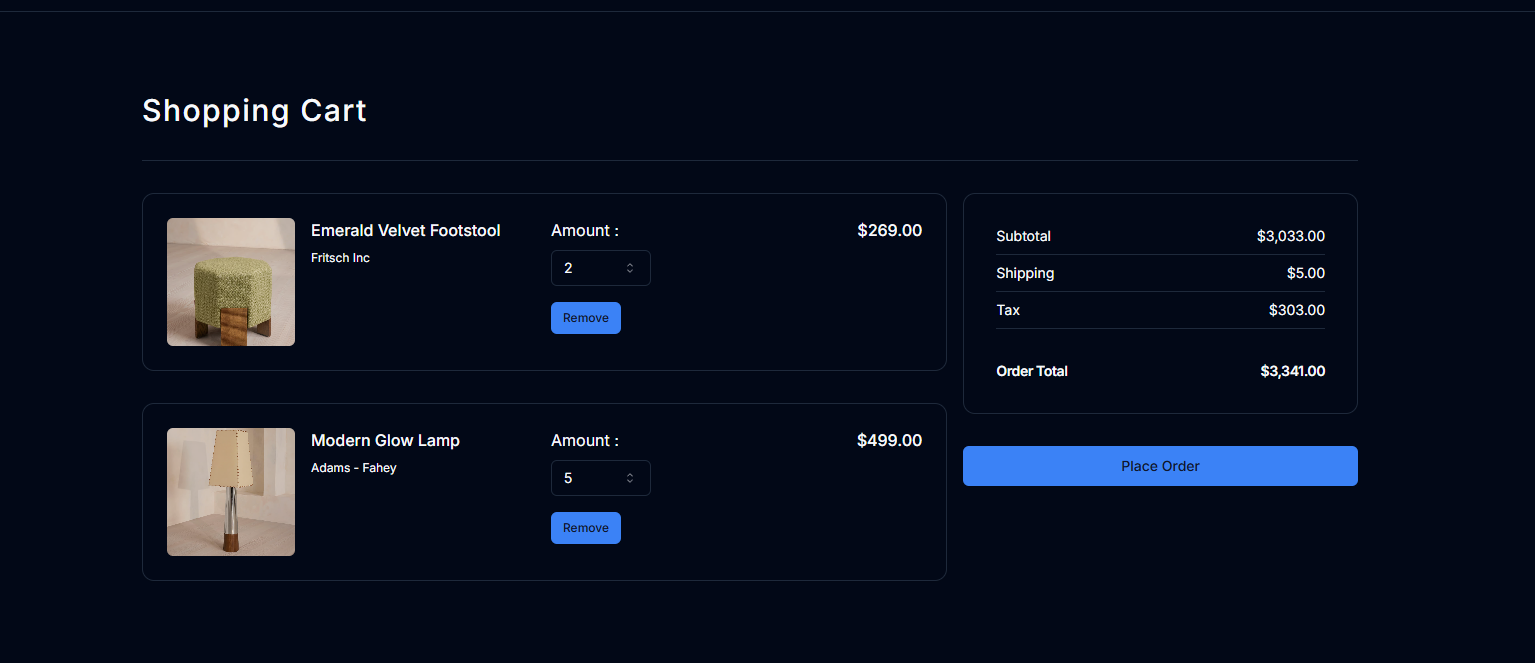 Shopping Cart
Emerald Velvet Footstool
Fritsch Inc
Amount :
2
Remove
$269.00
Modern Glow Lamp
Adams - Fahey
Amount :
5
Remove
$499.00
Subtotal $3,033.00
Shipping $5.00
Tax $303.00
Order Total $3,341.00
Place Order